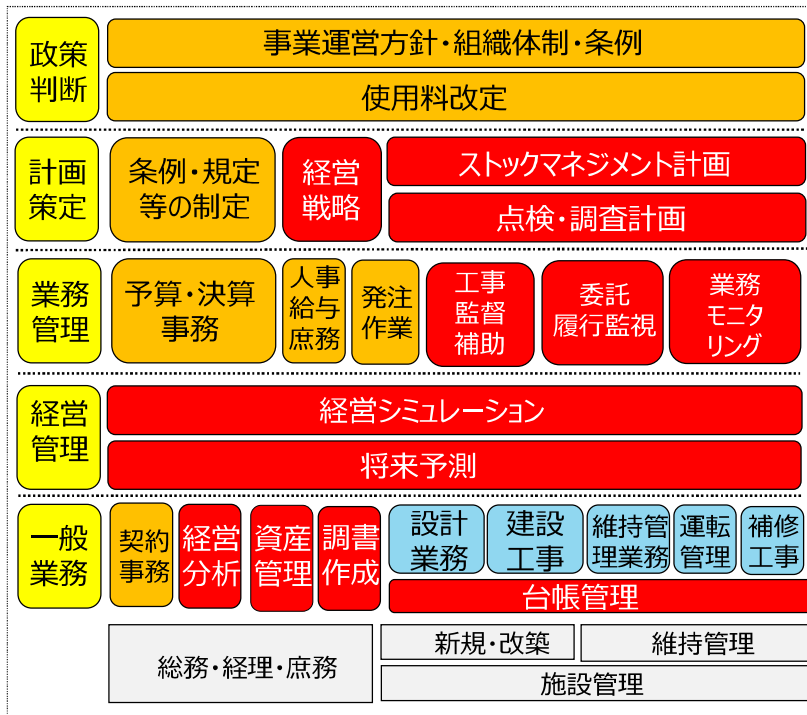 政策
判断
事業運営方針・組織体制・条例
使用料改定
計画
策定
条例・規定
等の制定
経営
戦略
ストックマネジメント計画
点検・調査計画
業務
管理
予算・決算
事務
人事
給与
庶務
発注
作業
工事
監督
補助
委託
履行監視
業務
モニタ
リング
経営
管理
経営シミュレーション
将来予測
一般
業務
契約
事務
経営
分析
資産
管理
調書
作成
設計
業務
建設
工事
維持管
理業務
運転
管理
補修
工事
台帳管理
総務・経理・庶務
新規・改築
維持管理
施設管理